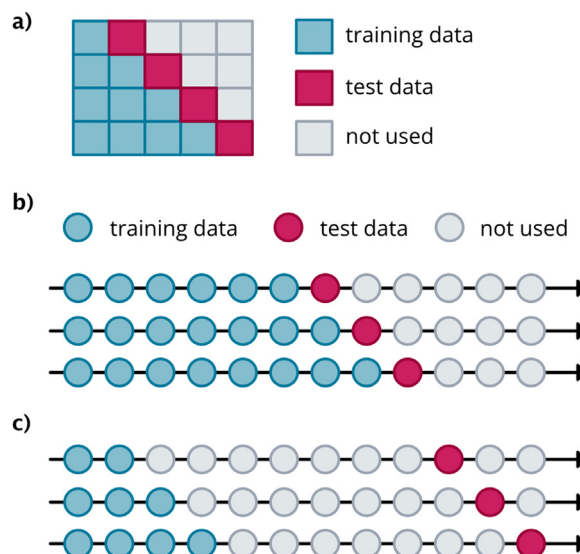 a)
training data
test data
not used
b)
training data test data not used
c)